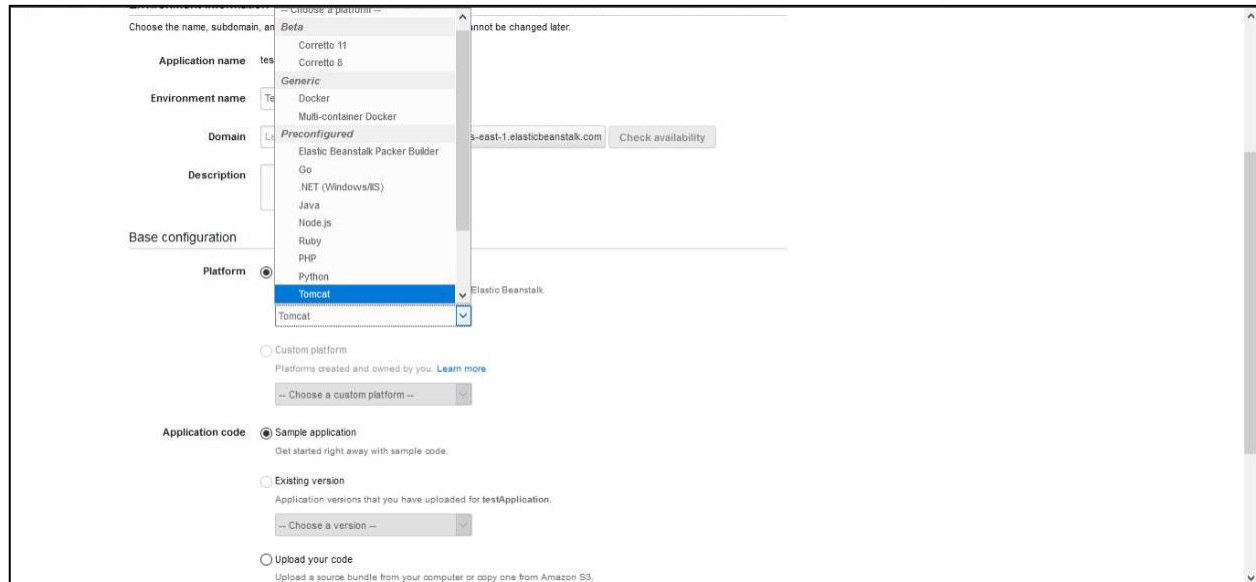 -- Choose a platform --
Choose the name, subdomain, an
nnot be changed later.
Beta
Corretto 11
Corretto 8
Application name tes
Generic
Docker
Multi-container Docker
Environment name Te
Preconfigured
Elastic Beanstalk Packer Builder
Go
.NET (Windows/IIS)
Java
Node.js
Ruby
PHP
Python
Tomcat
Domain Le s-east-1.elasticbeanstalk.com Check availability
Description
Base configuration
Platform
Elastic Beanstalk
Tomcat
Custom platform
Platforms created and owned by you. Learn more
-- Choose a custom platform --
Application code Sample application
Get started right away with sample code.
Existing version
Application versions that you have uploaded for testApplication.
-- Choose a version --
Upload your code
Upload a source bundle from your computer or copy one from Amazon S3.